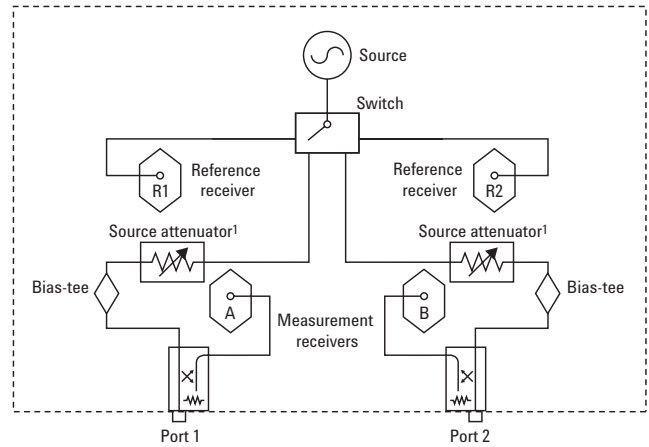 Source
Switch
Reference
receiver
R1
Reference
receiver
R2
Source attenuator¹
Source attenuator¹
Bias-tee
A
Measurement
receivers
B
Bias-tee
Port 1
Port 2